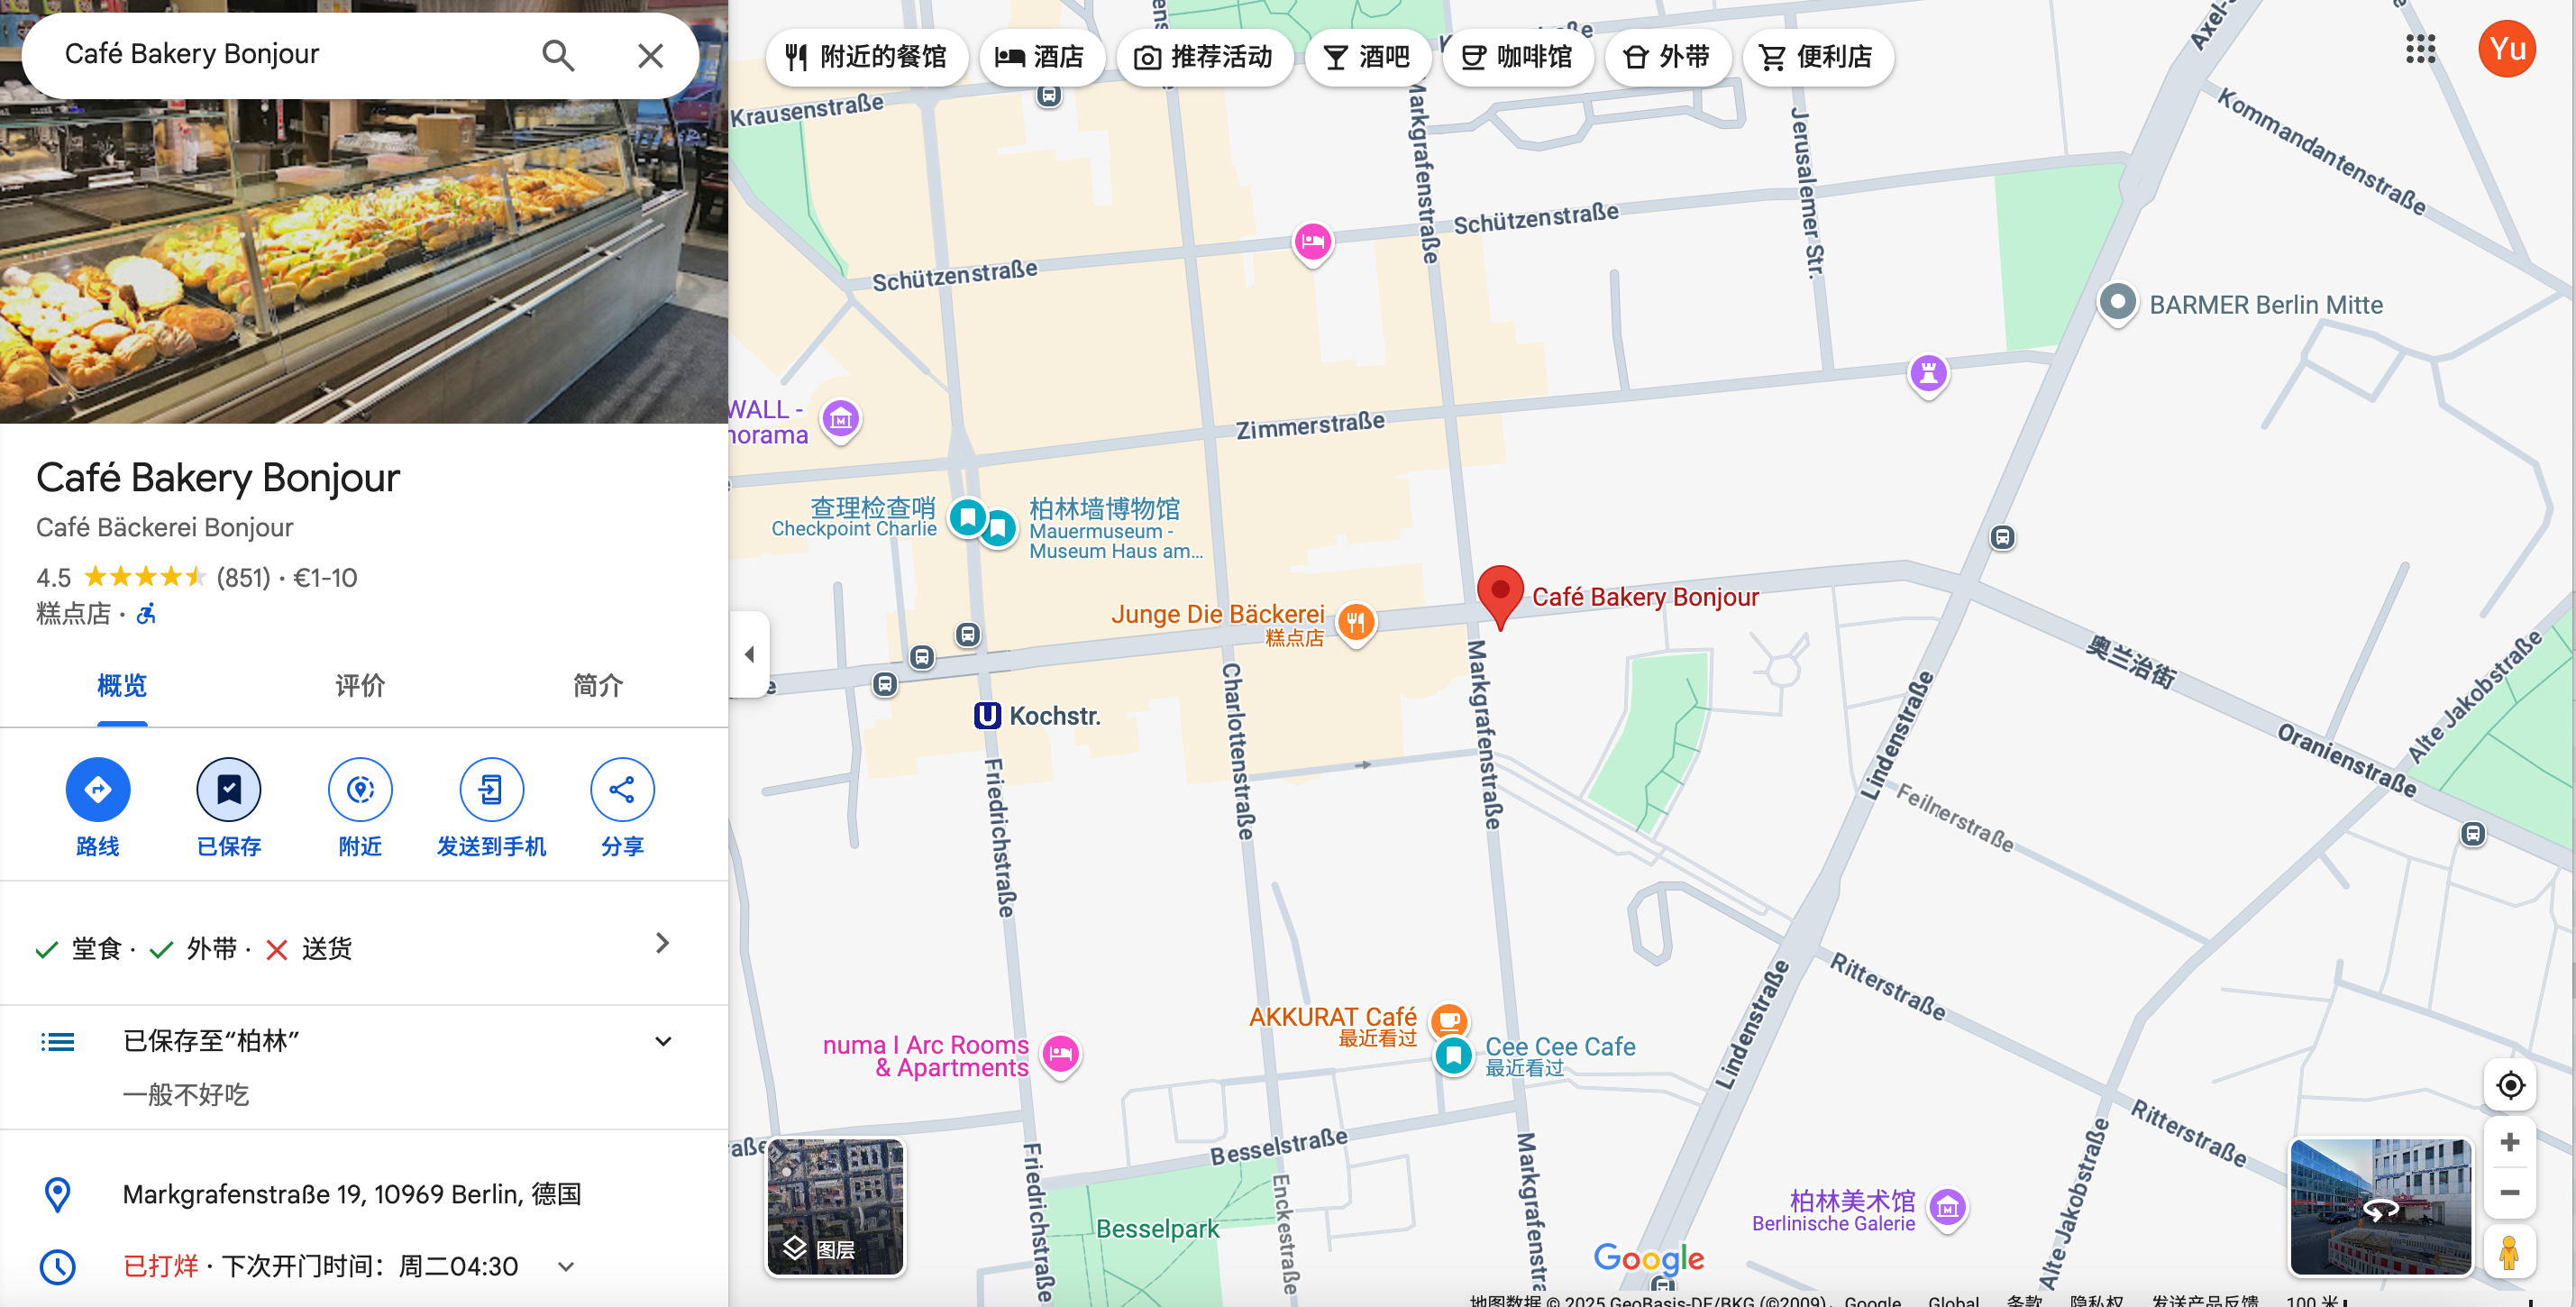 Café Bakery Bonjour
附近的餐馆
酒店
推荐活动
酒吧
咖啡馆
外带
便利店
Yu
Café Bakery Bonjour
Café Bäckerei Bonjour
4.5 (851) · €1-10
糕点店 ·
概览
评价
简介
路线
已保存
附近
发送到手机
分享
堂食 · 外带 · 送货
已保存至“柏林”
一般不好吃
Markgrafenstraße 19, 10969 Berlin, 德国
已打烊 · 下次开门时间：周二04:30
Krausenstraße
Markgrafenstraße
Jerusalemer Str.
Kommandantenstraße
Schützenstraße
Schützenstraße
BARMER Berlin Mitte
WALL -
norama
Zimmerstraße
查理检查哨
Checkpoint Charlie
柏林墙博物馆
Mauermuseum -
Museum Haus am...
Junge Die Bäckerei
糕点店
Café Bakery Bonjour
Kochstr.
Charlottenstraße
Markgrafenstraße
Friedrichstraße
Lindenstraße
奥兰治街
Oranienstraße
Alte Jakobstraße
Feilnerstraße
Ritterstraße
Lindenstraße
AKKURAT Café
最近看过
Cee Cee Cafe
最近看过
numa I Arc Rooms
& Apartments
Ritterstraße
Besselstraße
Besselpark
Enckestraße
Friedrichstraße
Markgrafenstra
Alte Jakobstraße
柏林美术馆
Berlinische Galerie
图层
Google
地图数据 © 2025 GeoBasis-DE/BKG (©2009)，Google
Global
条款
隐私权
发送产品反馈
100 米